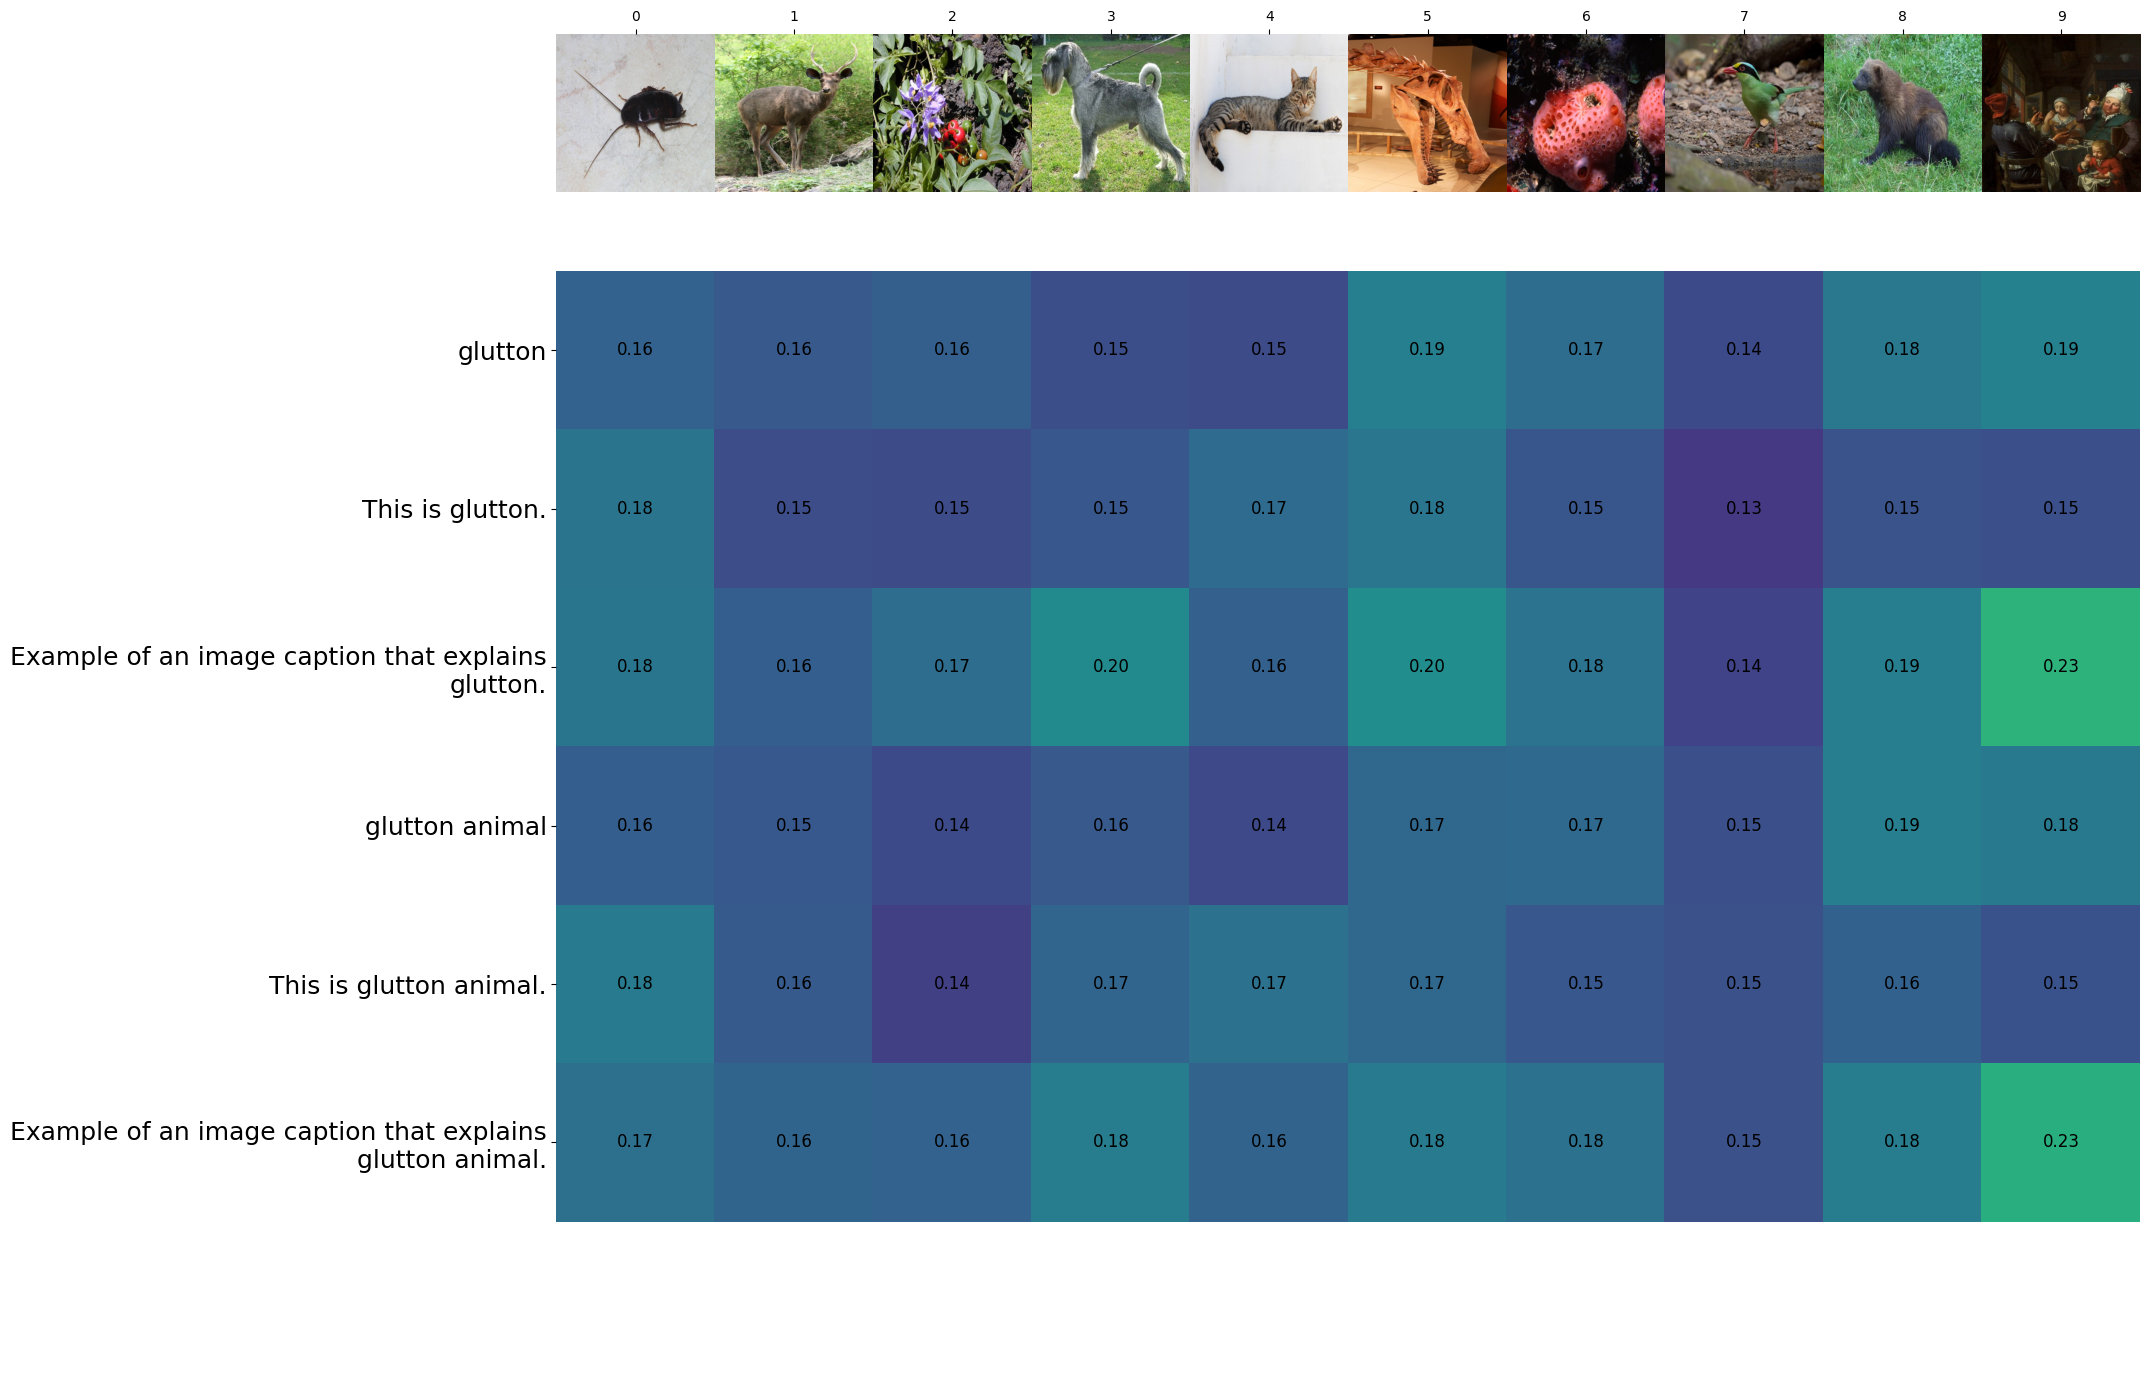 0 1 2 3 4 5 6 7 8 9
glutton 0.16 0.16 0.16 0.15 0.15 0.19 0.17 0.14 0.18 0.19
This is glutton. 0.18 0.15 0.15 0.15 0.17 0.18 0.15 0.13 0.15 0.15
Example of an image caption that explains
glutton. 0.18 0.16 0.17 0.20 0.16 0.20 0.18 0.14 0.19 0.23
glutton animal 0.16 0.15 0.14 0.16 0.14 0.17 0.17 0.15 0.19 0.18
This is glutton animal. 0.18 0.16 0.14 0.17 0.17 0.17 0.15 0.15 0.16 0.15
Example of an image caption that explains
glutton animal. 0.17 0.16 0.16 0.18 0.16 0.18 0.18 0.15 0.18 0.23